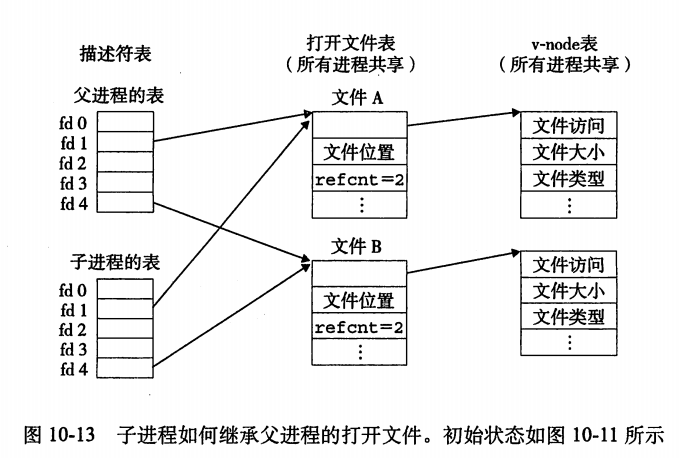 描述符表
打开文件表
(所有进程共享)
v-node表
(所有进程共享)
父进程的表
fd 0
fd 1
fd 2
fd 3
fd 4
文件 A
文件位置
refcnt=2
⋮
文件访问
文件大小
文件类型
⋮
子进程的表
fd 0
fd 1
fd 2
fd 3
fd 4
文件 B
文件位置
refcnt=2
⋮
文件访问
文件大小
文件类型
⋮
图 10-13 子进程如何继承父进程的打开文件。初始状态如图 10-11 所示